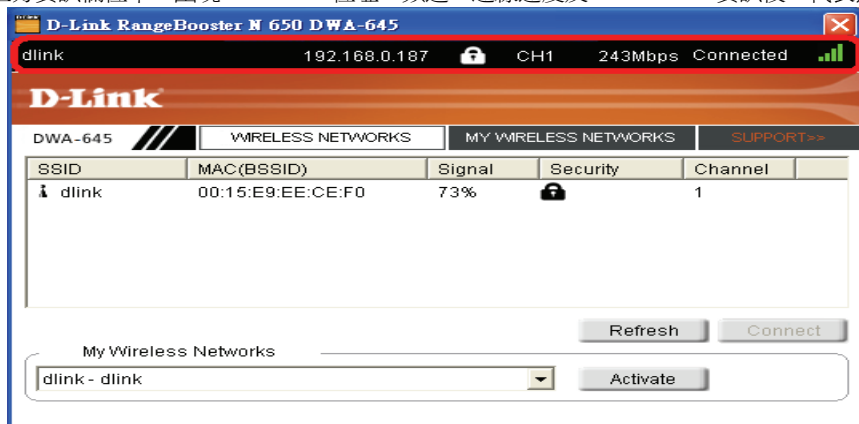 D-Link RangeBooster N 650 DWA-645
dlink 192.168.0.187 CH1 243Mbps Connected
D-Link
DWA-645 WIRELESS NETWORKS MY WIRELESS NETWORKS SUPPORT>>
SSID MAC(BSSID) Signal Security Channel
dlink 00:15:E9:EE:CE:F0 73% 1
Refresh Connect
My Wireless Networks
dlink - dlink Activate